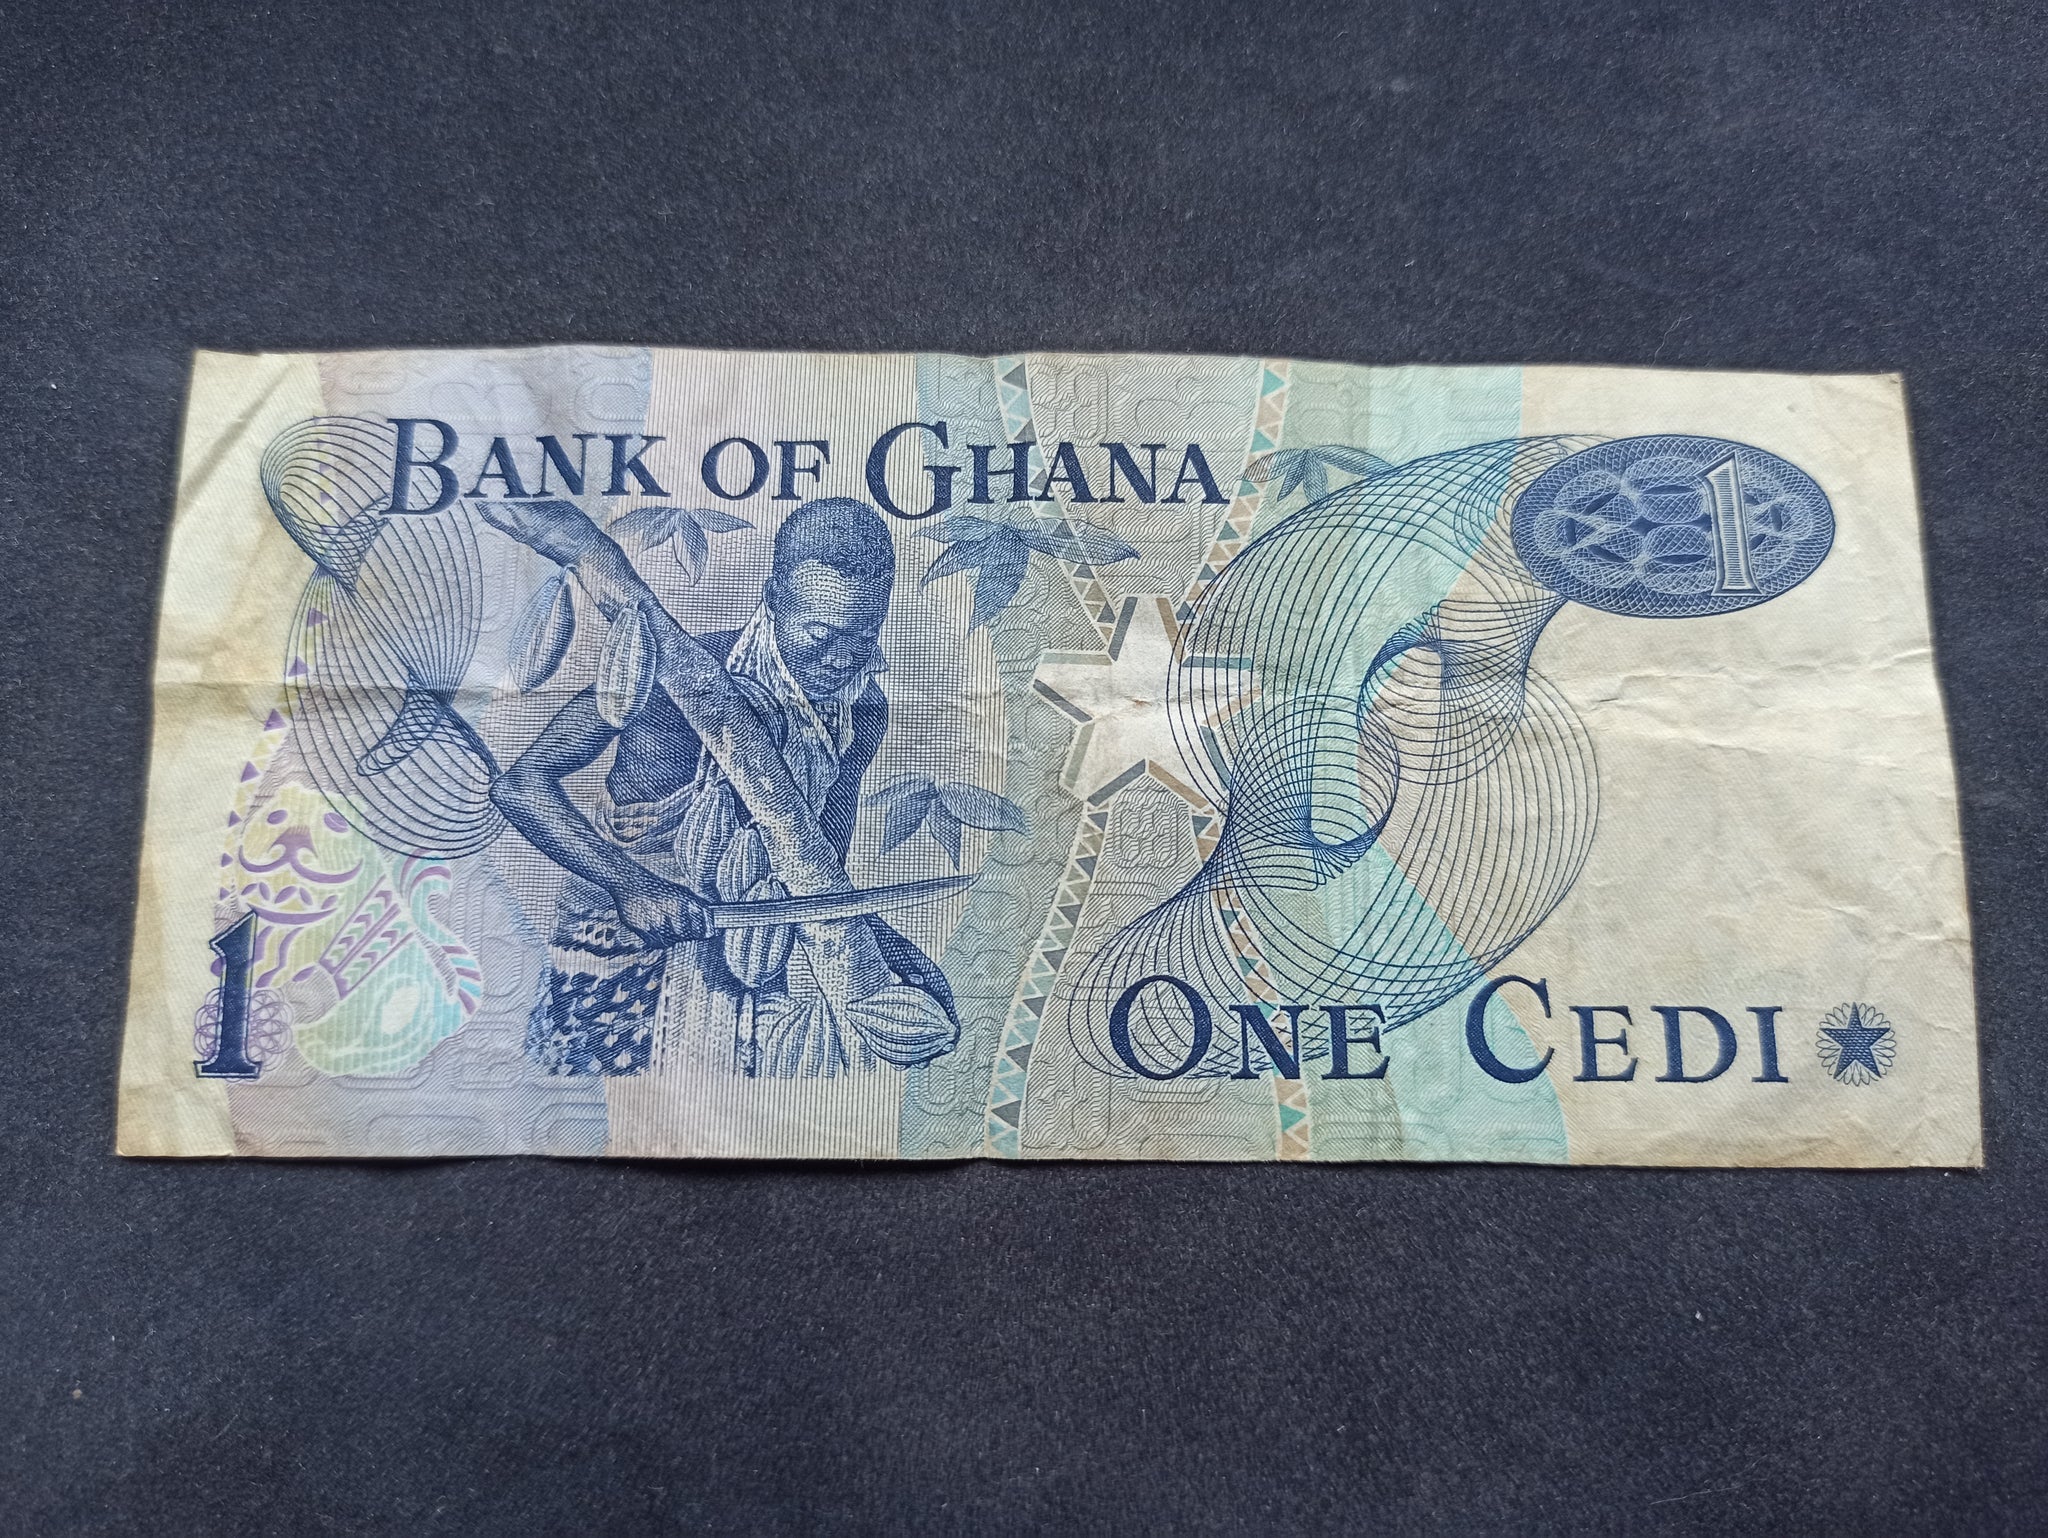 BANK OF GHANA
1
1
ONE CEDI